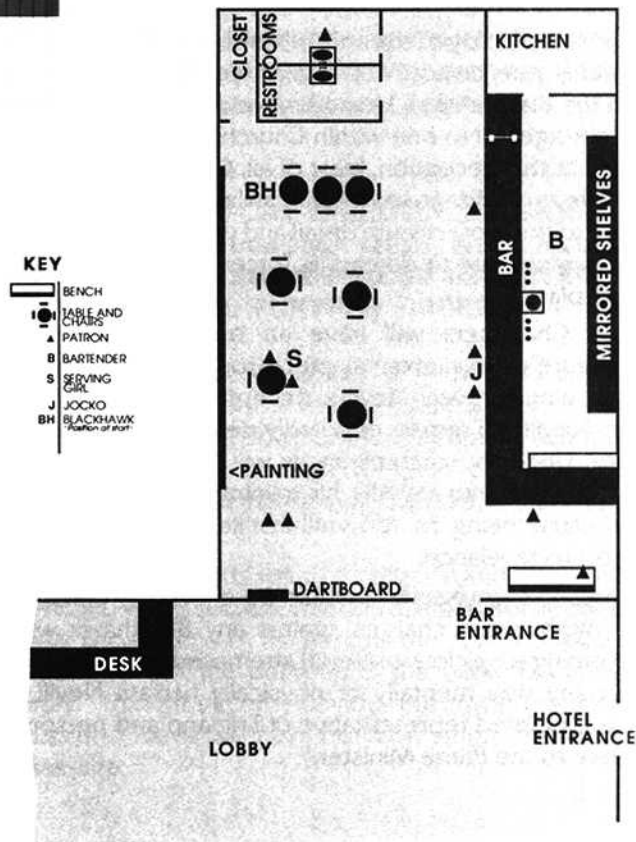 CLOSET
RESTROOMS
KITCHEN
BH
BAR
B
MIRRORED SHELVES
KEY
BENCH
TABLE AND
CHAIRS
▲ PATRON
B BARTENDER
S SERVING
GIRL
J JOCKO
BH BLACKHAWK
-Position at start-
S
J
<PAINTING
DARTBOARD
BAR
ENTRANCE
DESK
HOTEL
ENTRANCE
LOBBY